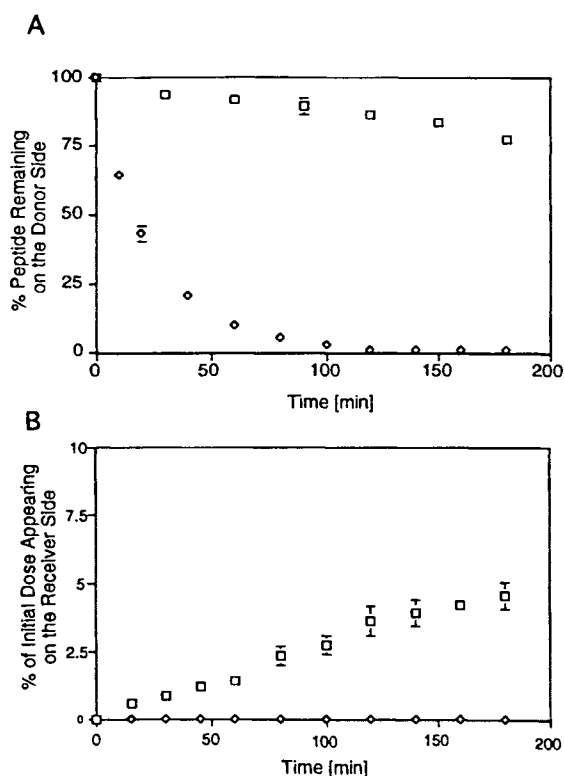 A
% Peptide Remaining
on the Donor Side
100
75
50
25
0
0 50 100 150 200
Time [min]
B
% of Initial Dose Appearing
on the Receiver Side
10
7.5
5
2.5
0
0 50 100 150 200
Time [min]